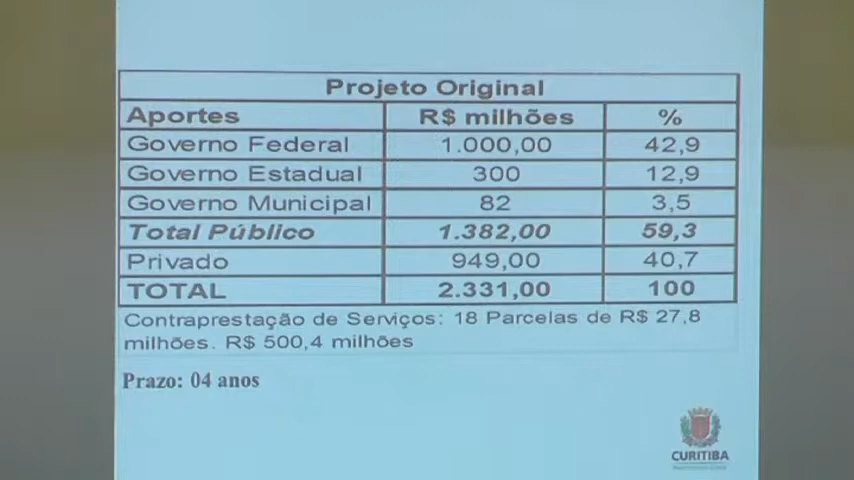 Projeto Original
Aportes R$ milhões %
Governo Federal 1.000,00 42,9
Governo Estadual 300 12,9
Governo Municipal 82 3,5
Total Público 1.382,00 59,3
Privado 949,00 40,7
TOTAL 2.331,00 100
Contraprestação de Serviços: 18 Parcelas de R$ 27,8
milhões. R$ 500,4 milhões
Prazo: 04 anos
CURITIBA